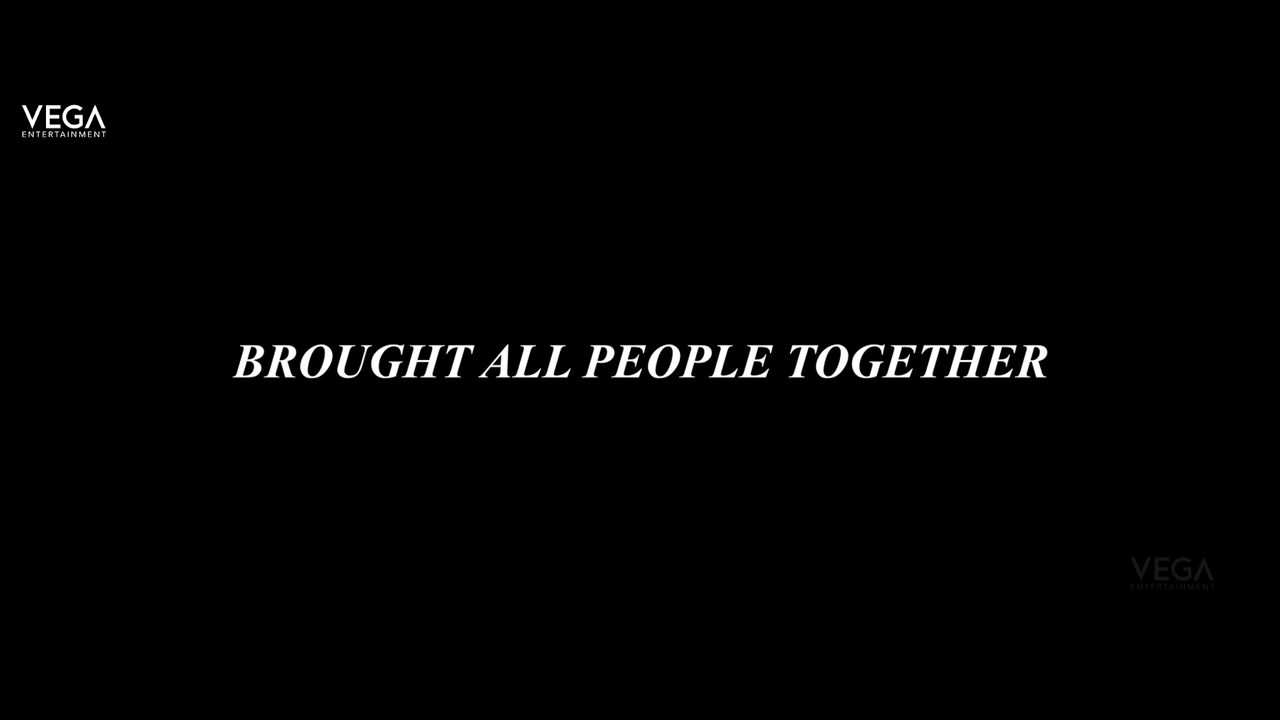 VEGA
ENTERTAINMENT
BROUGHT ALL PEOPLE TOGETHER
VEGA
ENTERTAINMENT